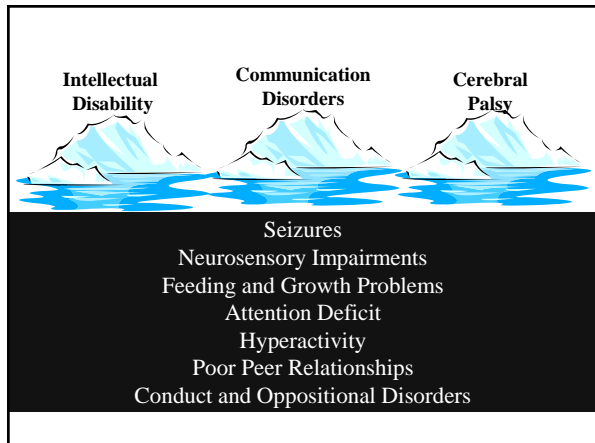 Intellectual
Disability
Communication
Disorders
Cerebral
Palsy
Seizures
Neurosensory Impairments
Feeding and Growth Problems
Attention Deficit
Hyperactivity
Poor Peer Relationships
Conduct and Oppositional Disorders